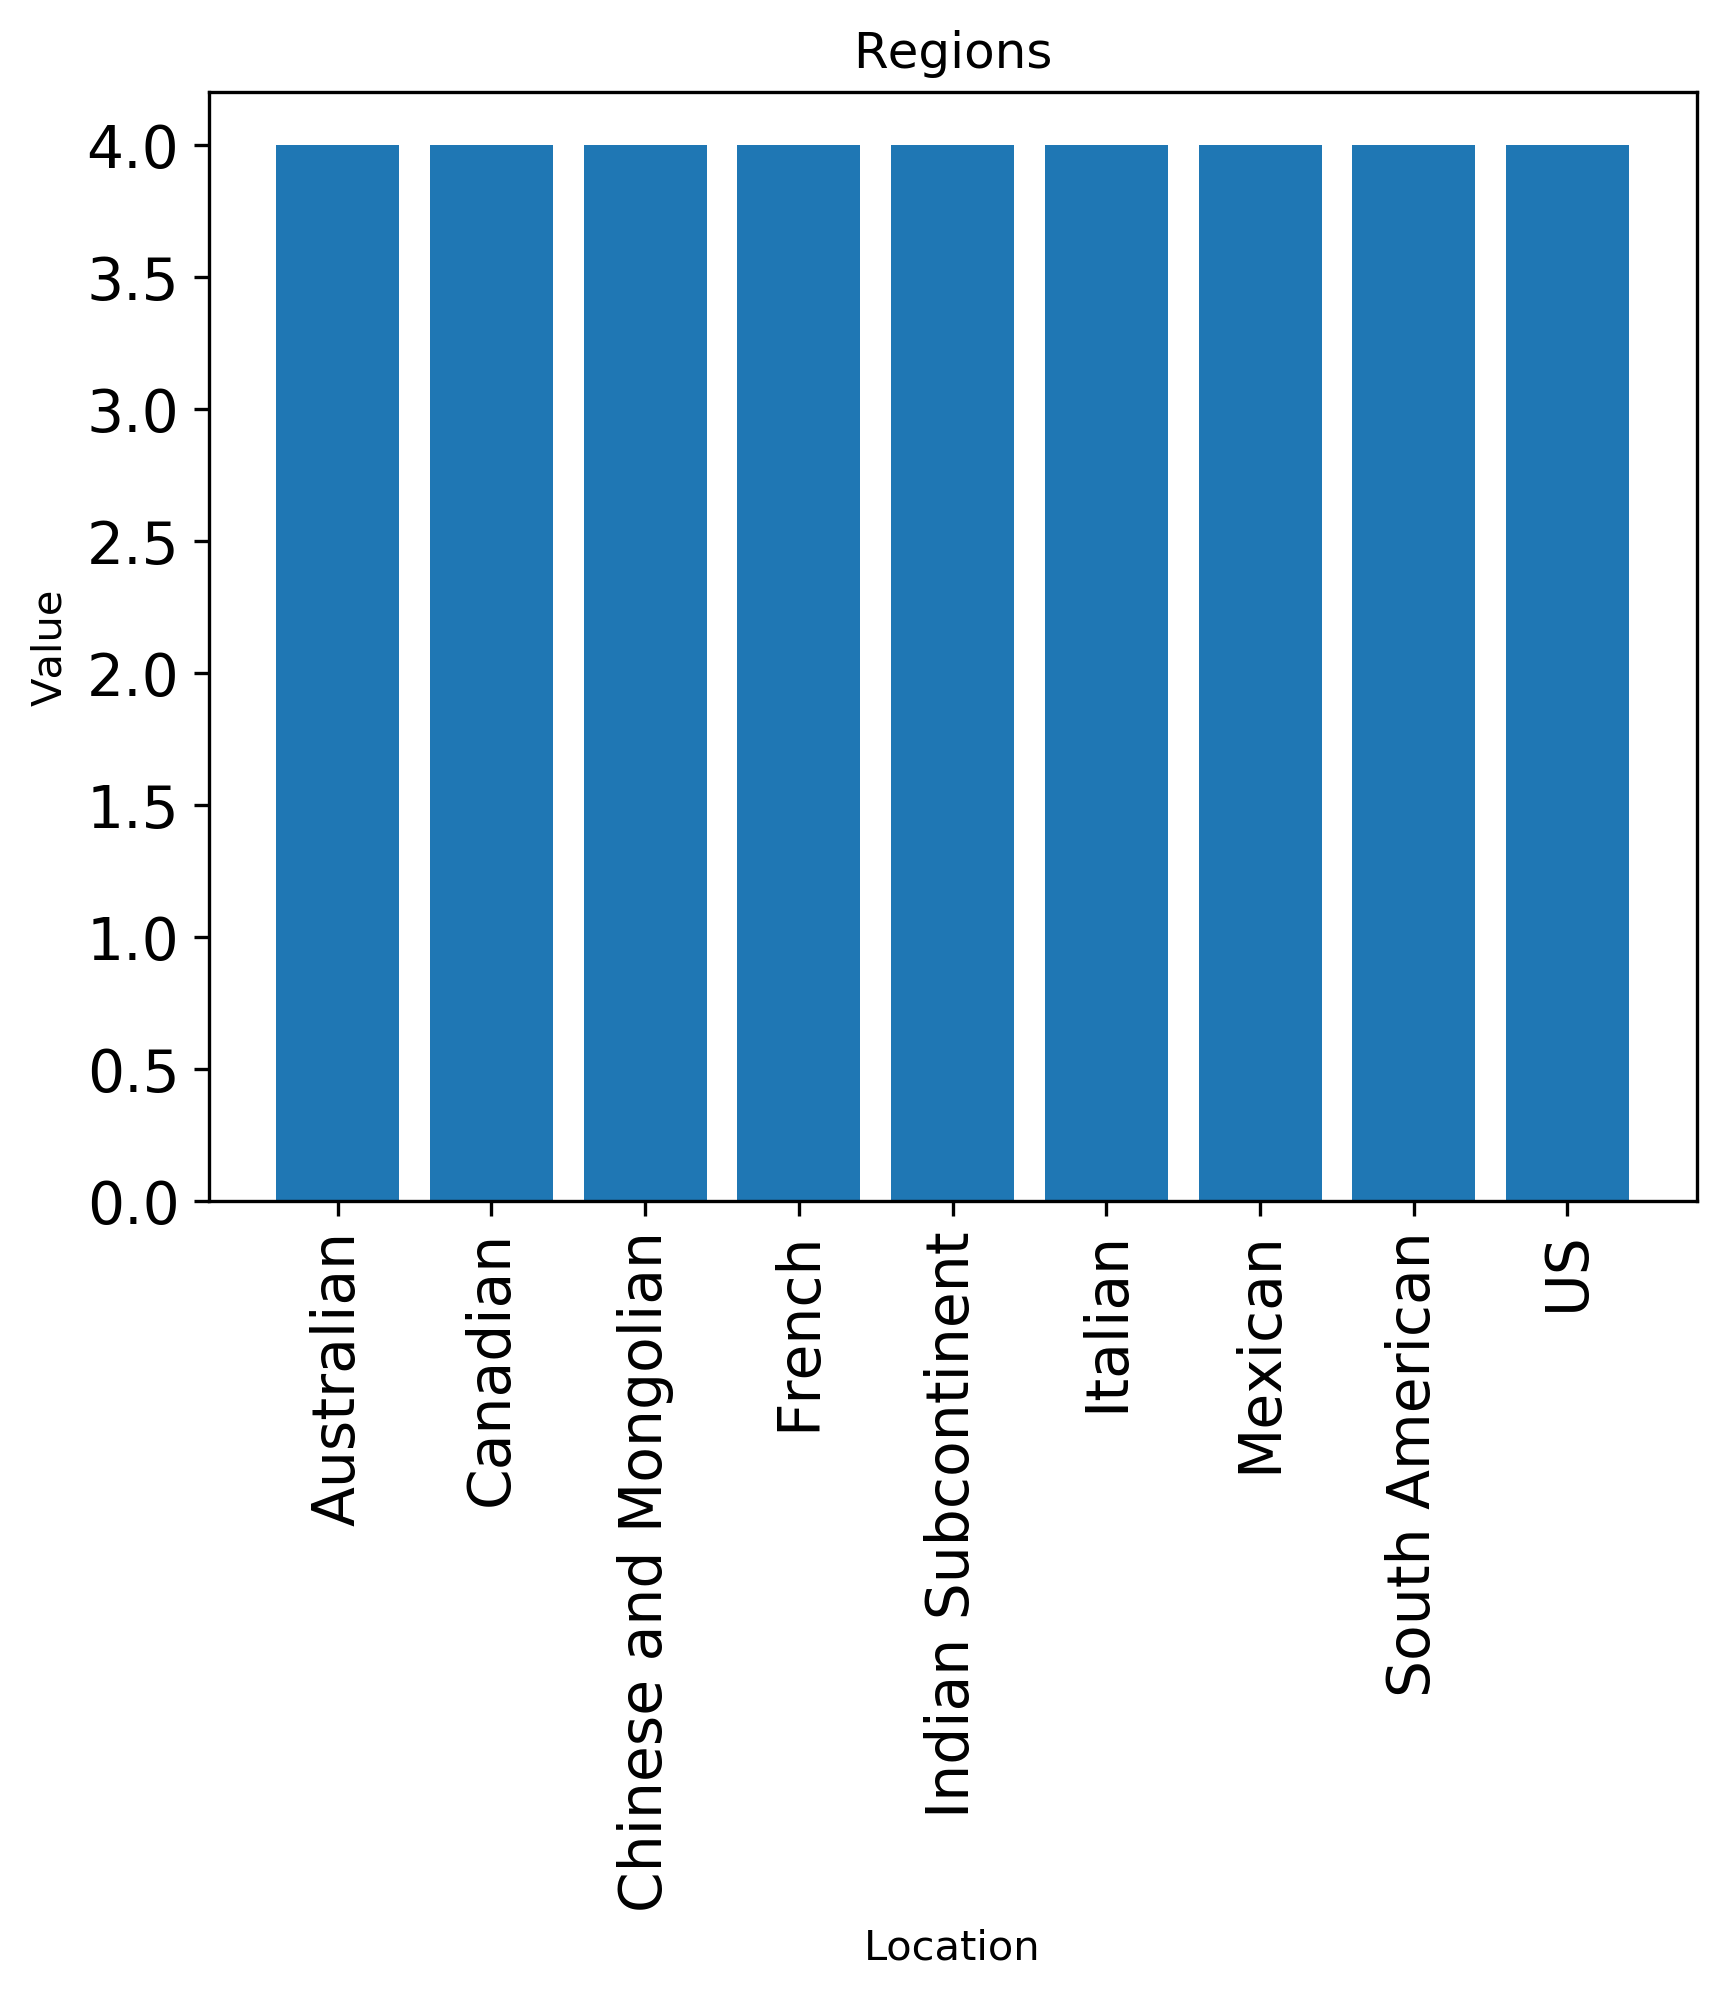 Regions
4.0
3.5
3.0
2.5
2.0
1.5
1.0
0.5
0.0
Value
Australian
Canadian
Chinese and Mongolian
French
Indian Subcontinent
Italian
Mexican
South American
US
Location